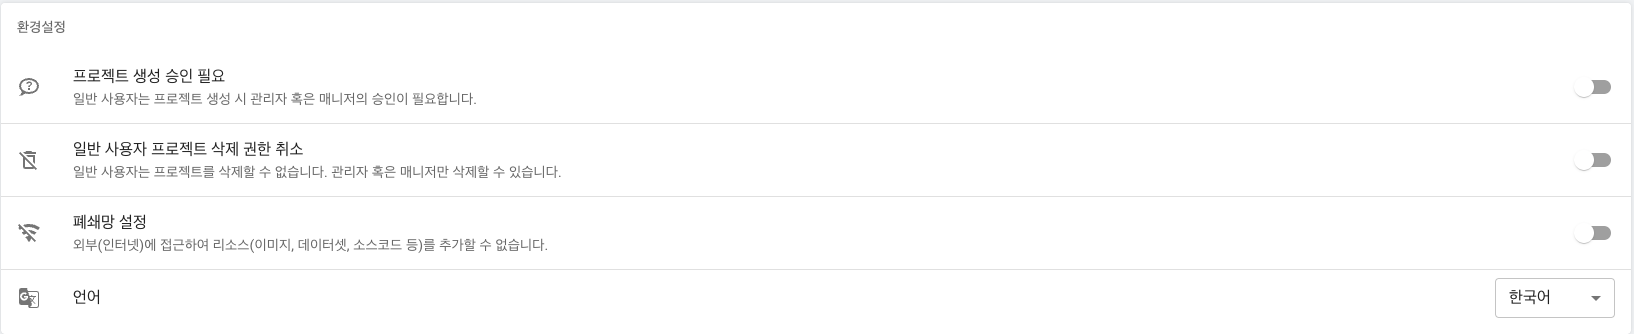 환경설정
프로젝트 생성 승인 필요
일반 사용자는 프로젝트 생성 시 관리자 혹은 매니저의 승인이 필요합니다.
일반 사용자 프로젝트 삭제 권한 취소
일반 사용자는 프로젝트를 삭제할 수 없습니다. 관리자 혹은 매니저만 삭제할 수 있습니다.
폐쇄망 설정
외부(인터넷)에 접근하여 리소스(이미지, 데이터셋, 소스코드 등)를 추가할 수 없습니다.
언어
한국어